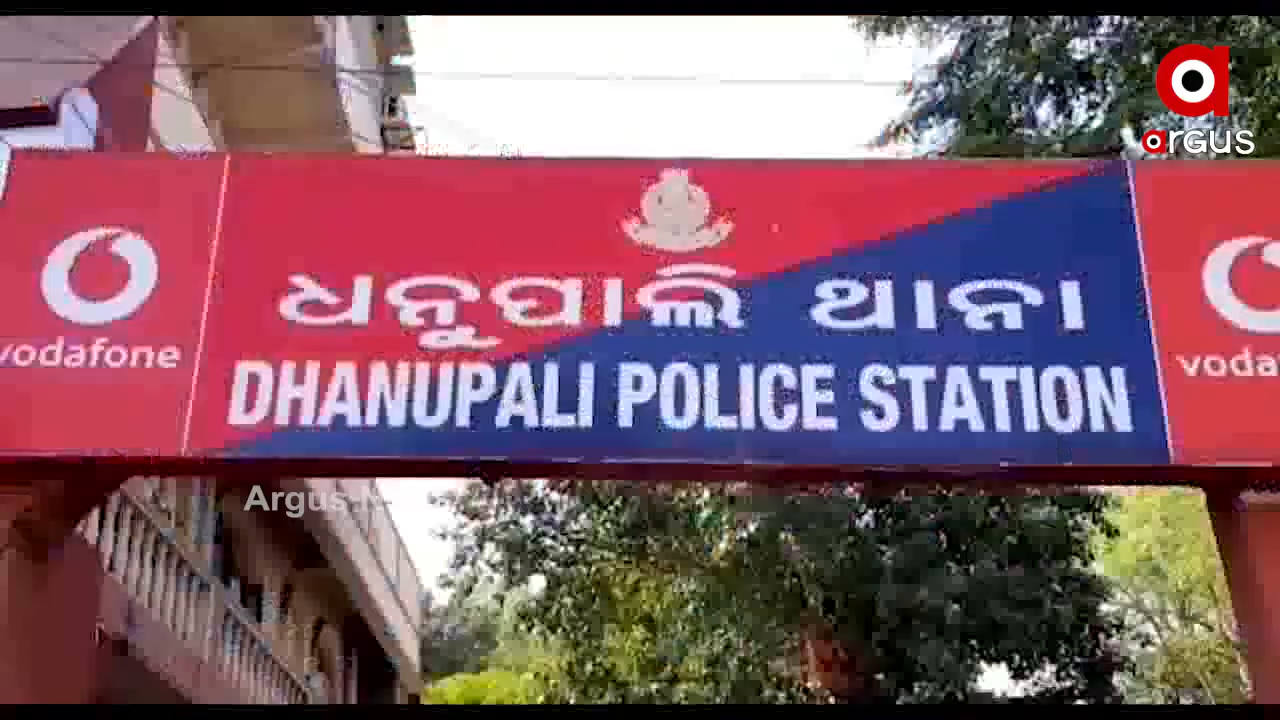 argus
ଧନୁପାଲି ଥାନା
DHANUPALI POLICE STATION
vodafone
voda
Argus N